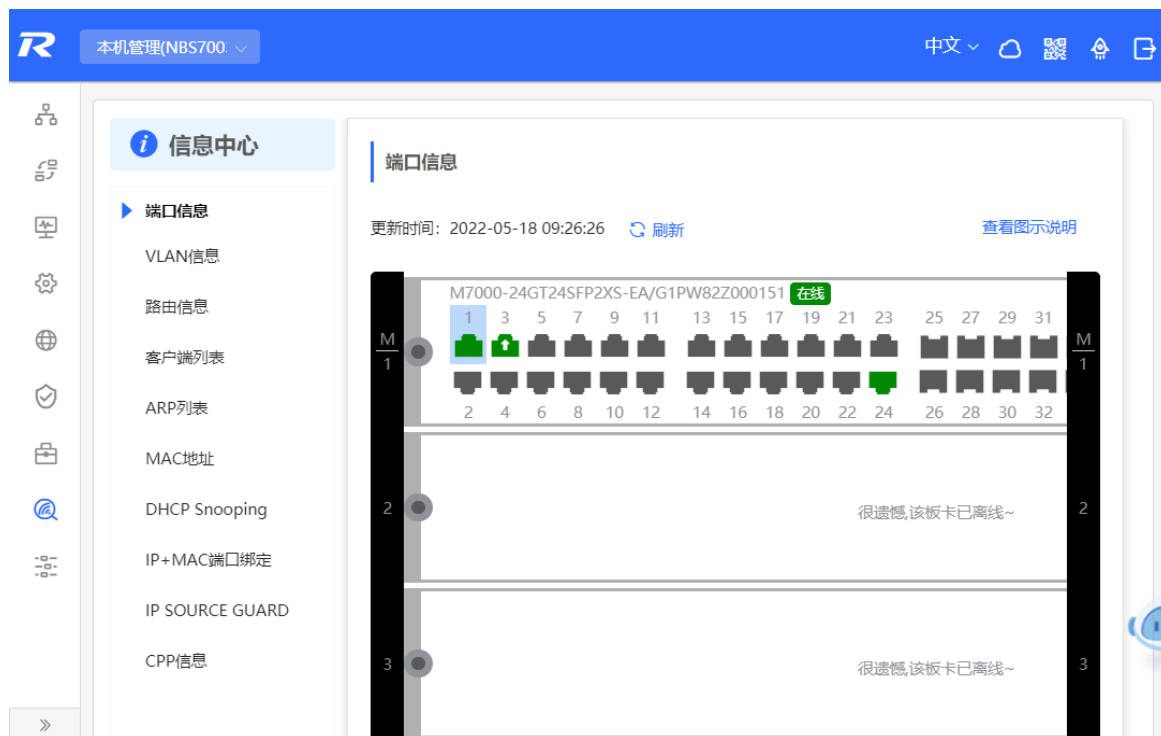 本机管理(NBS700
中文
信息中心
端口信息
VLAN信息
路由信息
客户端列表
ARP列表
MAC地址
DHCP Snooping
IP+MAC端口绑定
IP SOURCE GUARD
CPP信息
端口信息
更新时间：2022-05-18 09:26:26 刷新 查看图示说明
M7000-24GT24SFP2XS-EA/G1PW82Z000151 在线
1 3 5 7 9 11 13 15 17 19 21 23 25 27 29 31
M
1
M
1
2 4 6 8 10 12 14 16 18 20 22 24 26 28 30 32
2 很遗憾,该板卡已离线~ 2
3 很遗憾,该板卡已离线~ 3